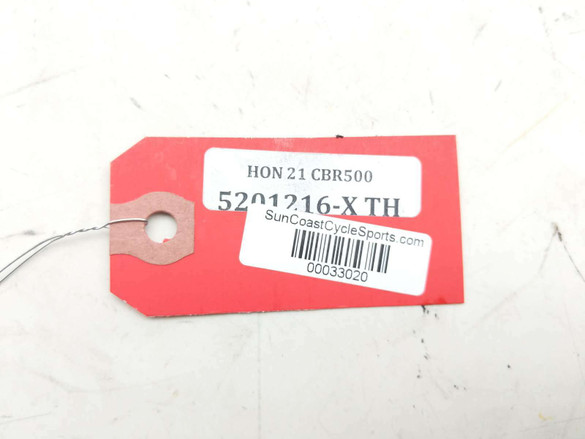 HON 21 CBR500
5201216-X TH
SunCoastCycleSports.com
00033020